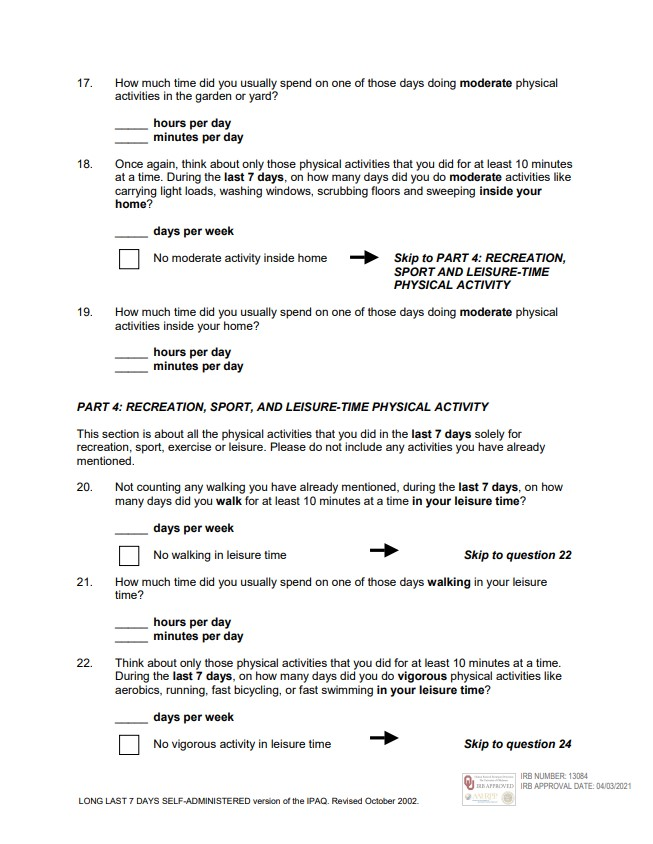 17. How much time did you usually spend on one of those days doing moderate physical
activities in the garden or yard?
_____ hours per day
_____ minutes per day
18. Once again, think about only those physical activities that you did for at least 10 minutes
at a time. During the last 7 days, on how many days did you do moderate activities like
carrying light loads, washing windows, scrubbing floors and sweeping inside your
home?
_____ days per week
No moderate activity inside home Skip to PART 4: RECREATION,
SPORT AND LEISURE-TIME
PHYSICAL ACTIVITY
19. How much time did you usually spend on one of those days doing moderate physical
activities inside your home?
_____ hours per day
_____ minutes per day
PART 4: RECREATION, SPORT, AND LEISURE-TIME PHYSICAL ACTIVITY
This section is about all the physical activities that you did in the last 7 days solely for
recreation, sport, exercise or leisure. Please do not include any activities you have already
mentioned.
20. Not counting any walking you have already mentioned, during the last 7 days, on how
many days did you walk for at least 10 minutes at a time in your leisure time?
_____ days per week
No walking in leisure time Skip to question 22
21. How much time did you usually spend on one of those days walking in your leisure
time?
_____ hours per day
_____ minutes per day
22. Think about only those physical activities that you did for at least 10 minutes at a time.
During the last 7 days, on how many days did you do vigorous physical activities like
aerobics, running, fast bicycling, or fast swimming in your leisure time?
_____ days per week
No vigorous activity in leisure time Skip to question 24
IRB APPROVED
IRB NUMBER: 13084
IRB APPROVAL DATE: 04/03/2021
LONG LAST 7 DAYS SELF-ADMINISTERED version of the IPAQ. Revised October 2002.